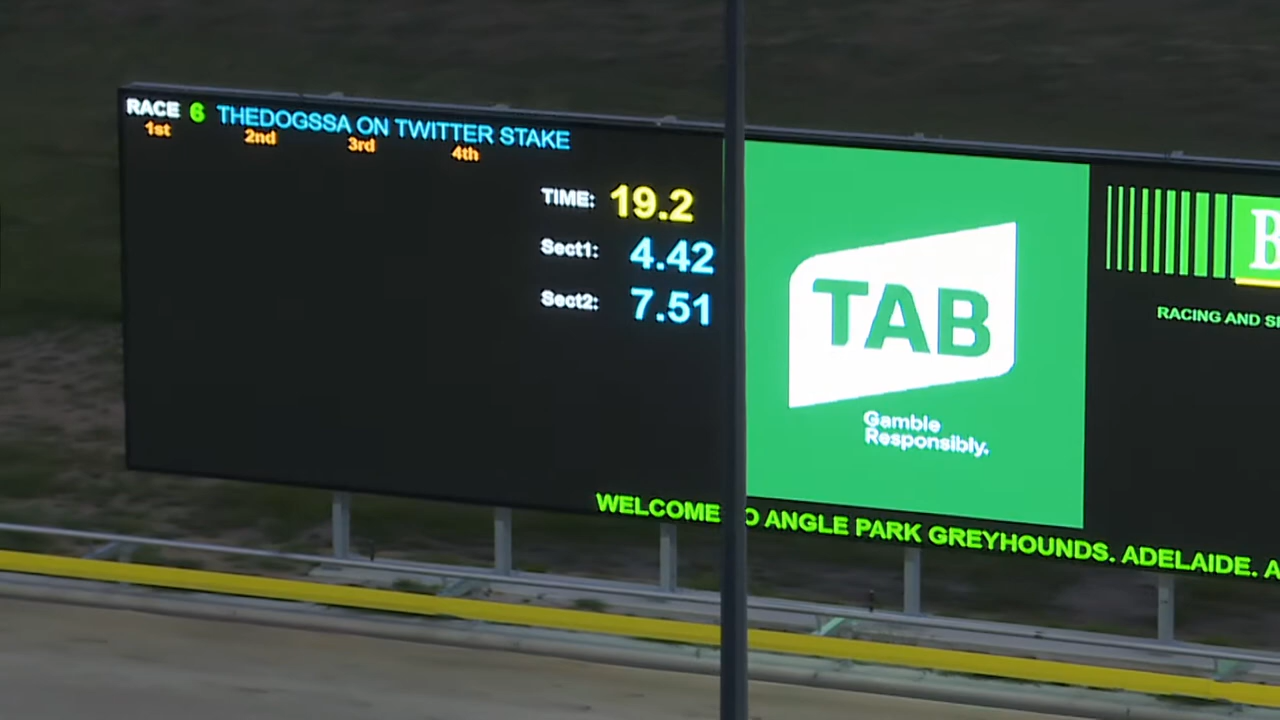 RACE 6 THEDOGSSA ON TWITTER STAKE
1st 2nd 3rd 4th
TIME: 19.2
Sect1: 4.42
Sect2: 7.51
TAB
Gamble
Responsibly.
B
RACING AND
WELCOME ANGLE PARK GREYHOUNDS. ADELAIDE.